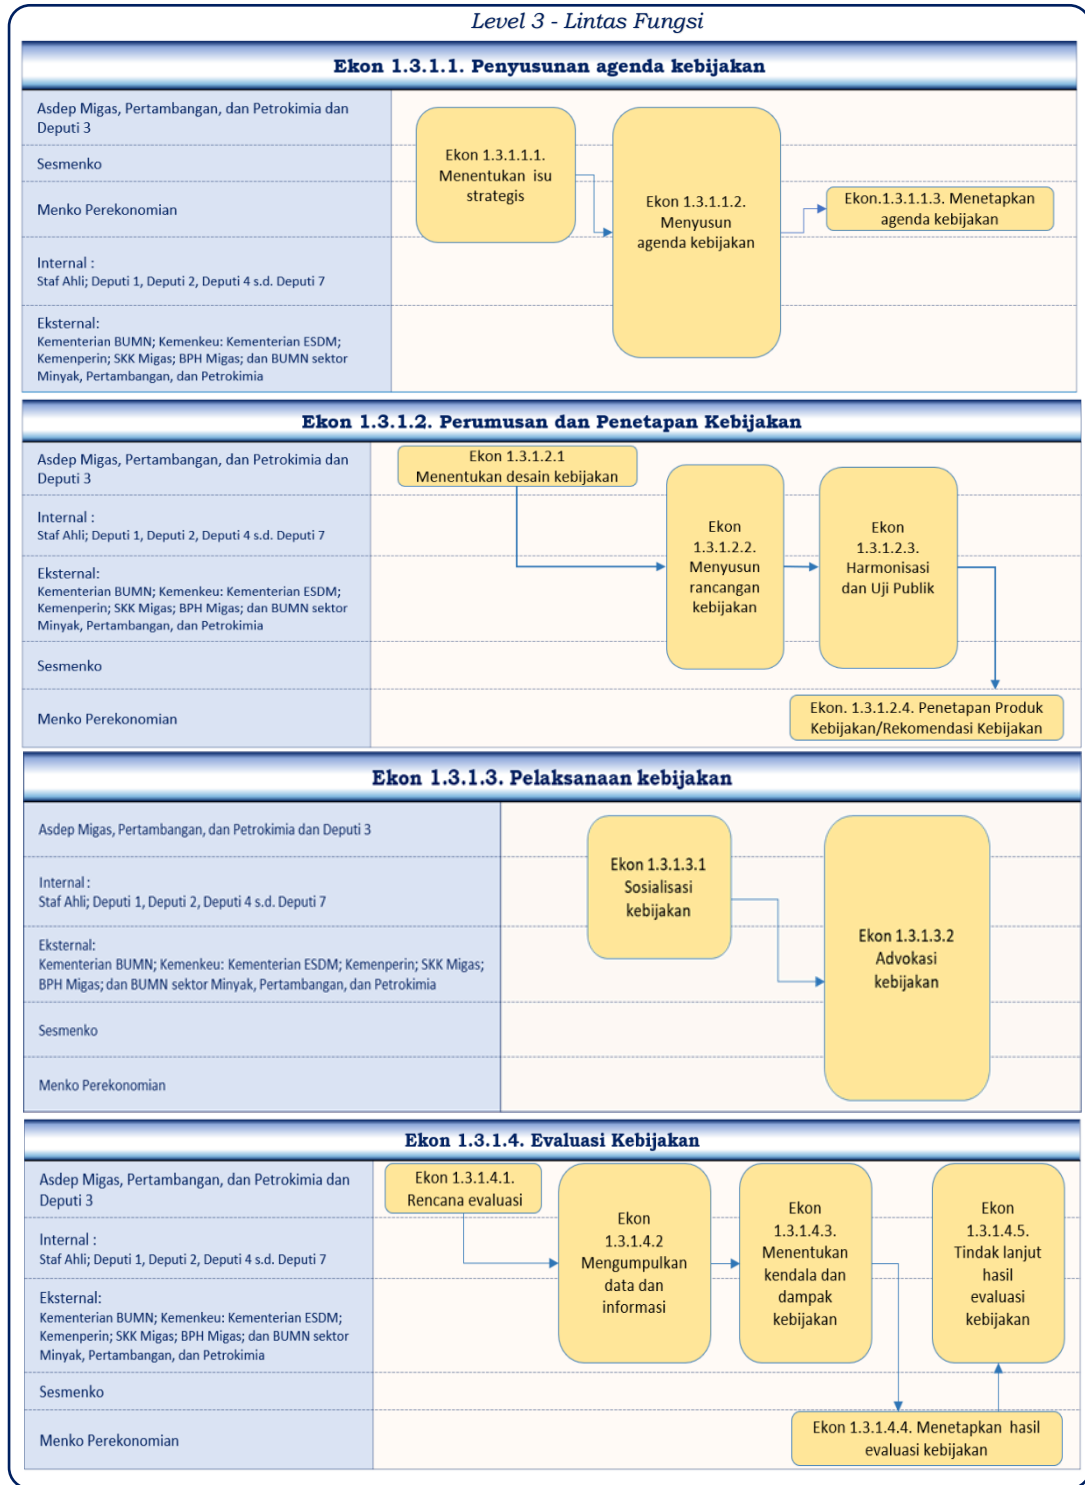 Level 3 - Lintas Fungsi
Ekon 1.3.1.1. Penyusunan agenda kebijakan
Asdep Migas, Pertambangan, dan Petrokimia dan
Deputi 3
Sesmenko
Menko Perekonomian
Internal :
Staf Ahli; Deputi 1, Deputi 2, Deputi 4 s.d. Deputi 7
Eksternal:
Kementerian BUMN; Kemenkeu: Kementerian ESDM;
Kemenperin; SKK Migas; BPH Migas; dan BUMN sektor
Minyak, Pertambangan, dan Petrokimia
Ekon 1.3.1.1.1.
Menentukan isu
strategis
Ekon 1.3.1.1.2.
Menyusun
agenda kebijakan
Ekon.1.3.1.1.3. Menetapkan
agenda kebijakan
Ekon 1.3.1.2. Perumusan dan Penetapan Kebijakan
Asdep Migas, Pertambangan, dan Petrokimia dan
Deputi 3
Internal :
Staf Ahli; Deputi 1, Deputi 2, Deputi 4 s.d. Deputi 7
Eksternal:
Kementerian BUMN; Kemenkeu: Kementerian ESDM;
Kemenperin; SKK Migas; BPH Migas; dan BUMN sektor
Minyak, Pertambangan, dan Petrokimia
Sesmenko
Menko Perekonomian
Ekon 1.3.1.2.1
Menentukan desain kebijakan
Ekon
1.3.1.2.2.
Menyusun
rancangan
kebijakan
Ekon
1.3.1.2.3.
Harmonisasi
dan Uji Publik
Ekon. 1.3.1.2.4. Penetapan Produk
Kebijakan/Rekomendasi Kebijakan
Ekon 1.3.1.3. Pelaksanaan kebijakan
Asdep Migas, Pertambangan, dan Petrokimia dan Deputi 3
Internal :
Staf Ahli; Deputi 1, Deputi 2, Deputi 4 s.d. Deputi 7
Eksternal:
Kementerian BUMN; Kemenkeu: Kementerian ESDM; Kemenperin; SKK Migas;
BPH Migas; dan BUMN sektor Minyak, Pertambangan, dan Petrokimia
Sesmenko
Menko Perekonomian
Ekon 1.3.1.3.1
Sosialisasi
kebijakan
Ekon 1.3.1.3.2
Advokasi
kebijakan
Ekon 1.3.1.4. Evaluasi Kebijakan
Asdep Migas, Pertambangan, dan Petrokimia dan
Deputi 3
Internal :
Staf Ahli; Deputi 1, Deputi 2, Deputi 4 s.d. Deputi 7
Eksternal:
Kementerian BUMN; Kemenkeu: Kementerian ESDM;
Kemenperin; SKK Migas; BPH Migas; dan BUMN sektor
Minyak, Pertambangan, dan Petrokimia
Sesmenko
Menko Perekonomian
Ekon 1.3.1.4.1.
Rencana evaluasi
Ekon
1.3.1.4.2
Mengumpulkan
data dan
informasi
Ekon
1.3.1.4.3.
Menentukan
kendala dan
dampak
kebijakan
Ekon
1.3.1.4.5.
Tindak lanjut
hasil
evaluasi
kebijakan
Ekon 1.3.1.4.4. Menetapkan hasil
evaluasi kebijakan